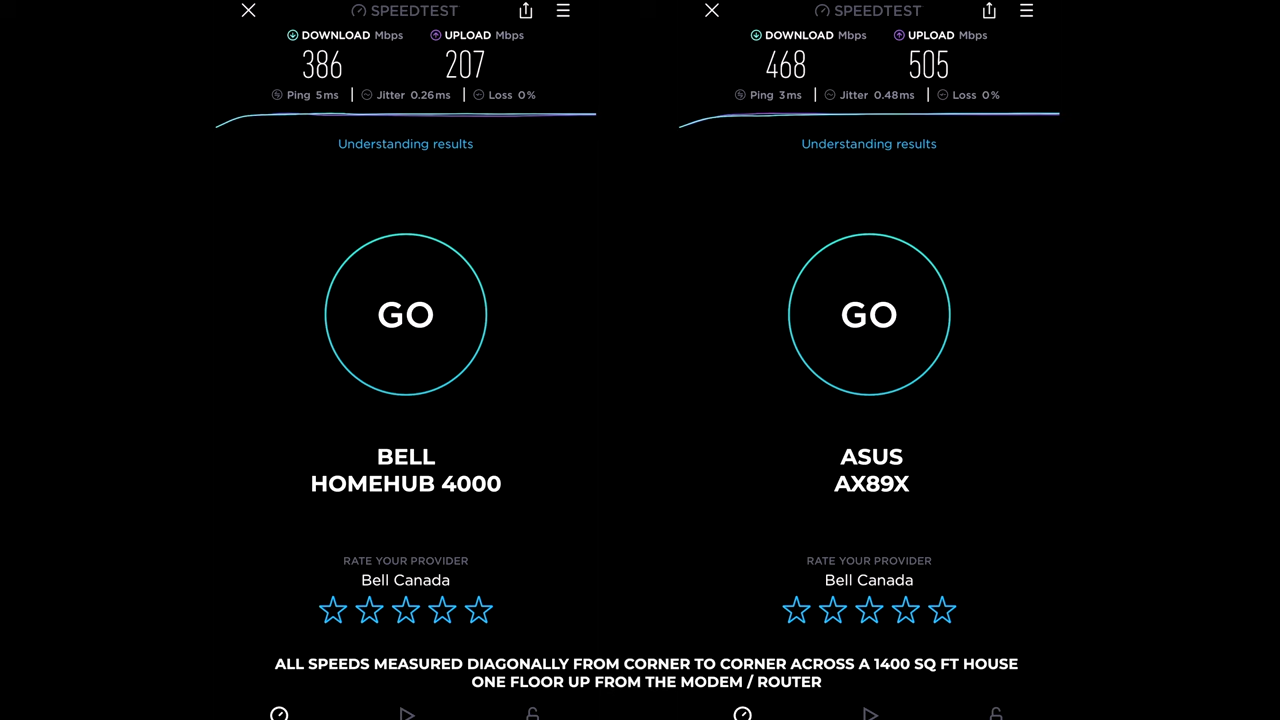 SPEEDTEST
DOWNLOAD Mbps UPLOAD Mbps
386 207
Ping 5ms | Jitter 0.26ms | Loss 0%
Understanding results
GO
BELL
HOMEHUB 4000
RATE YOUR PROVIDER
Bell Canada
SPEEDTEST
DOWNLOAD Mbps UPLOAD Mbps
468 505
Ping 3ms | Jitter 0.48ms | Loss 0%
Understanding results
GO
ASUS
AX89X
RATE YOUR PROVIDER
Bell Canada
ALL SPEEDS MEASURED DIAGONALLY FROM CORNER TO CORNER ACROSS A 1400 SQ FT HOUSE
ONE FLOOR UP FROM THE MODEM / ROUTER